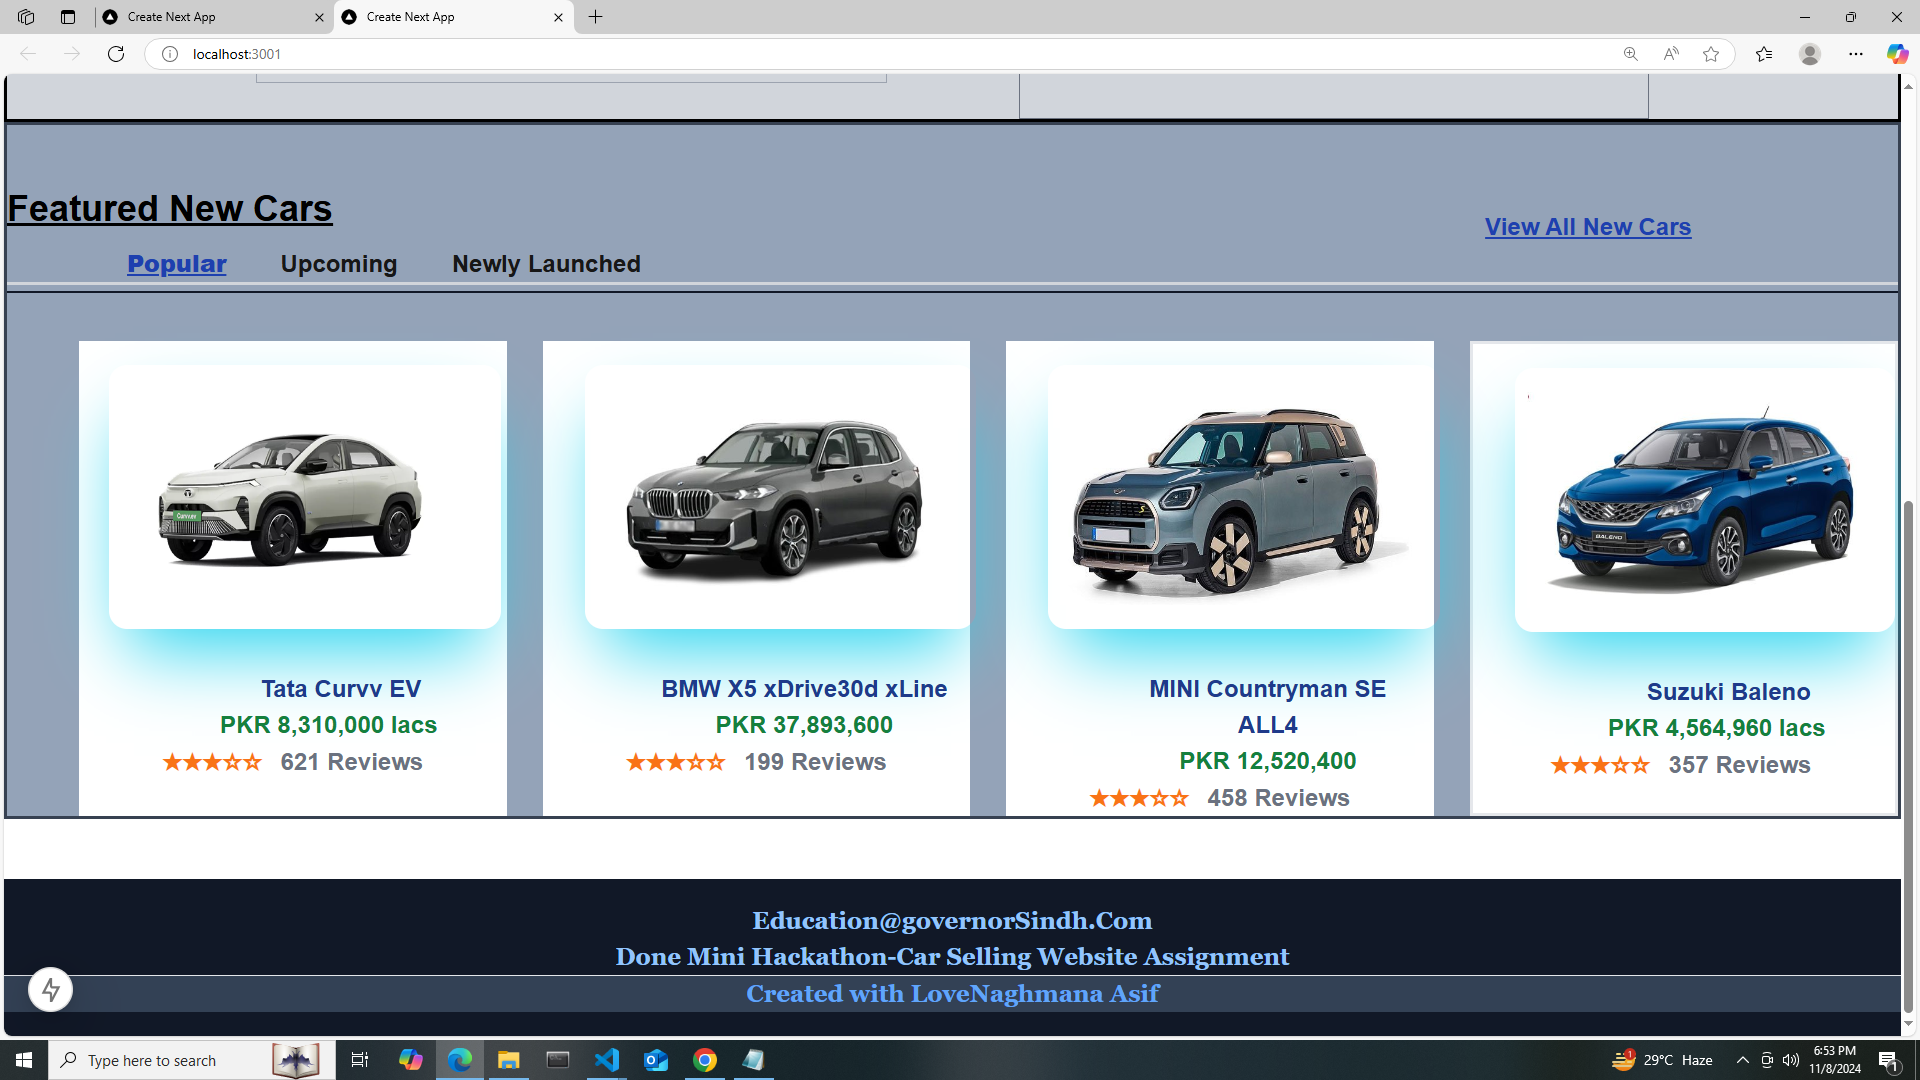 Create Next App
Create Next App
localhost:3001
Featured New Cars
View All New Cars
Popular Upcoming Newly Launched
BALENO
Tata Curvv EV
PKR 8,310,000 lacs
★★★☆☆ 621 Reviews
BMW X5 xDrive30d xLine
PKR 37,893,600
★★★☆☆ 199 Reviews
MINI Countryman SE
ALL4
PKR 12,520,400
★★★☆☆ 458 Reviews
Suzuki Baleno
PKR 4,564,960 lacs
★★★☆☆ 357 Reviews
Education@governorSindh.Com
Done Mini Hackathon-Car Selling Website Assignment
Created with LoveNaghmana Asif
Type here to search
1
29°C Haze
6:53 PM
11/8/2024
1